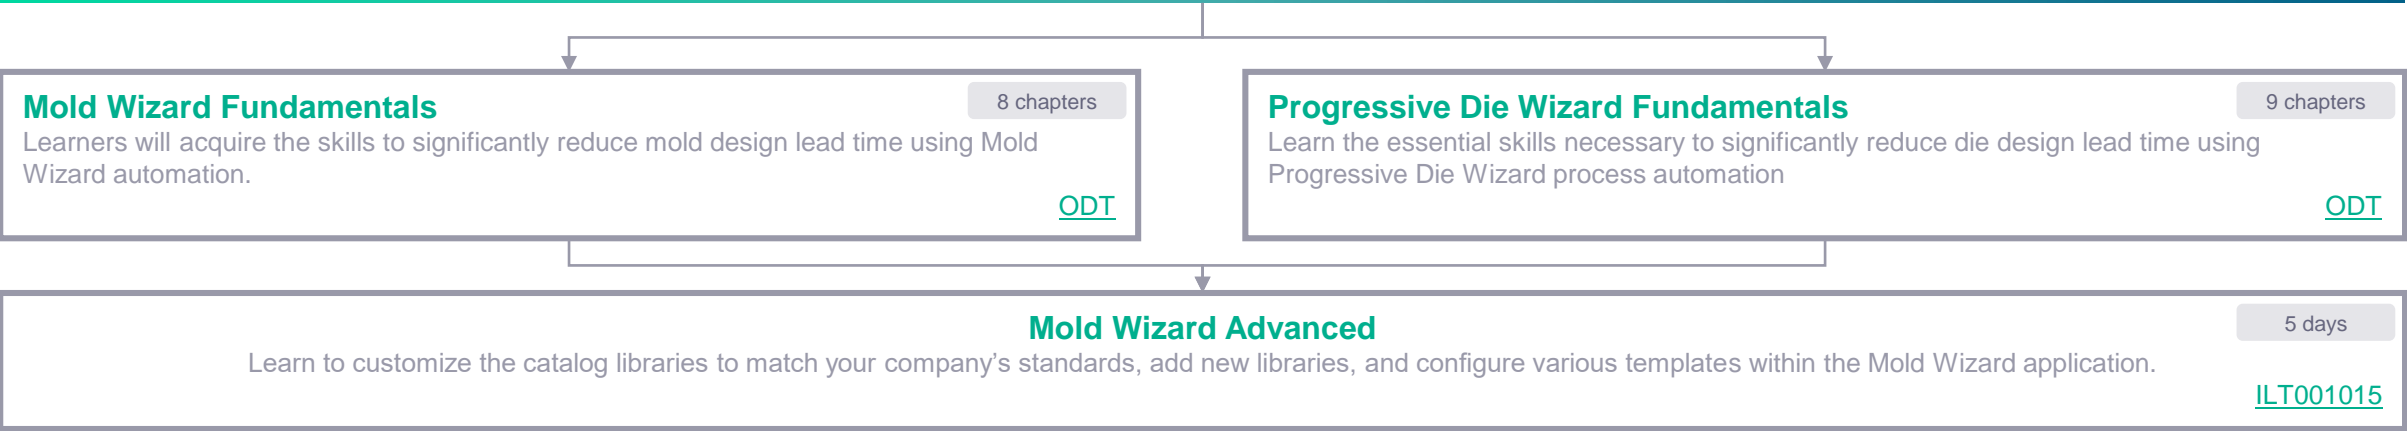 Mold Wizard Fundamentals
8 chapters
Learners will acquire the skills to significantly reduce mold design lead time using Mold
Wizard automation.
ODT
Progressive Die Wizard Fundamentals
9 chapters
Learn the essential skills necessary to significantly reduce die design lead time using
Progressive Die Wizard process automation
ODT
Mold Wizard Advanced
5 days
Learn to customize the catalog libraries to match your company’s standards, add new libraries, and configure various templates within the Mold Wizard application.
ILT001015